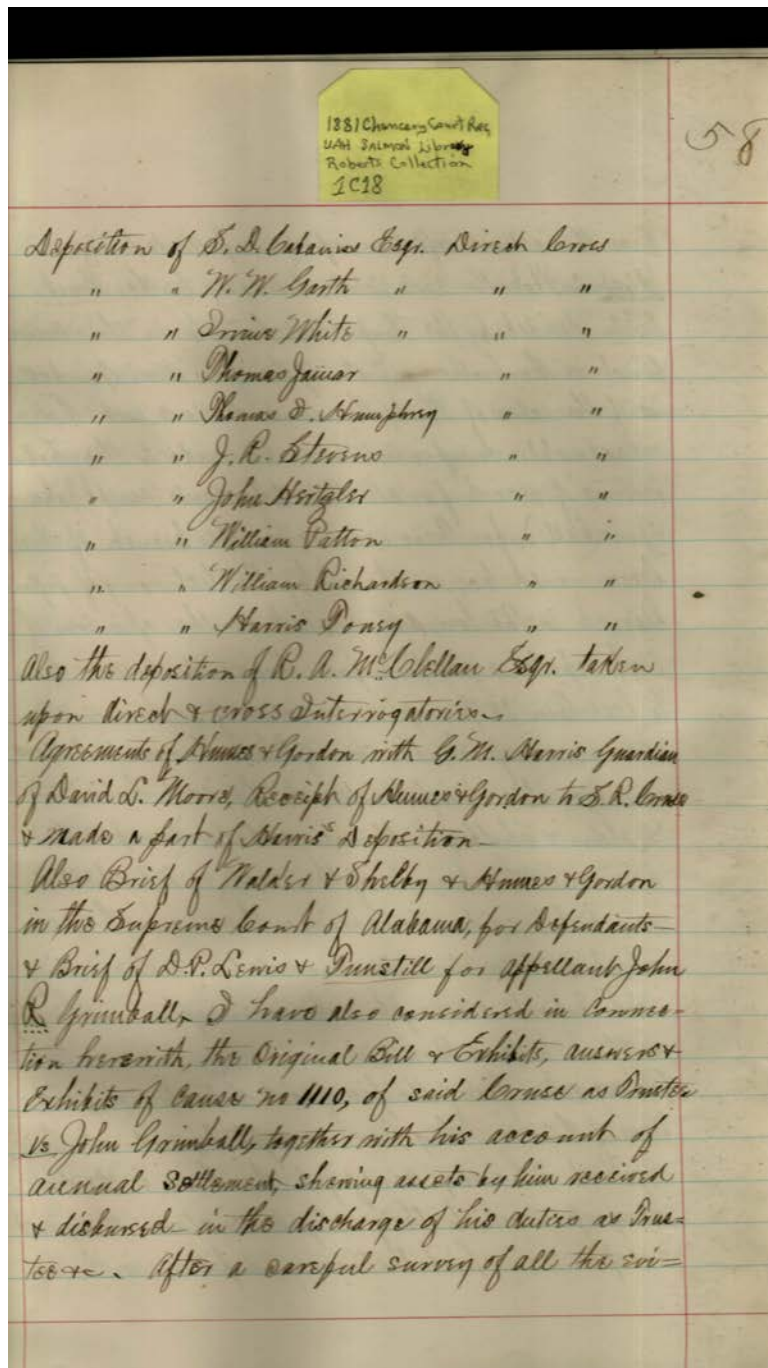 1881 Chancery Court Rec
UAH SALMON Library
Roberts Collection
1C18
58
Deposition of S. D. Cabaniss Esqr. Direct Cross
" " W. W. Garth " " "
" " Irvine White " " "
" " Thomas Jamar " "
" " Thomas D. Humphrey " "
" " J. R. Stevens " "
" " John Hertzler " "
" " William Patton " "
" " William Richardson " "
" " Harris Toney " "
Also the deposition of R. A. McClellan Esqr. taken
upon direct & cross Interrogatories.
Agreements of Humes & Gordon with G. M. Harris Guardian
of David L. Moore, Receipt of Humes & Gordon to S. R. Cruse
& made a part of Harris's Deposition —
Also Brief of Walker & Shelby & Humes & Gordon
in the Supreme Court of Alabama, for Defendants —
& Brief of D. P. Lewis & Tunstill for appellant John
R Grimball, I have also considered in connec-
tion herewith, the Original Bill & Exhibits, answers &
Exhibits of Cause no 1110, of said Cruse as Trustee
vs John Grimball, together with his account of
annual Settlement, shewing assets by him received
& disbursed in the discharge of his duties as Trus=
tee &c. After a careful survey of all the evi=